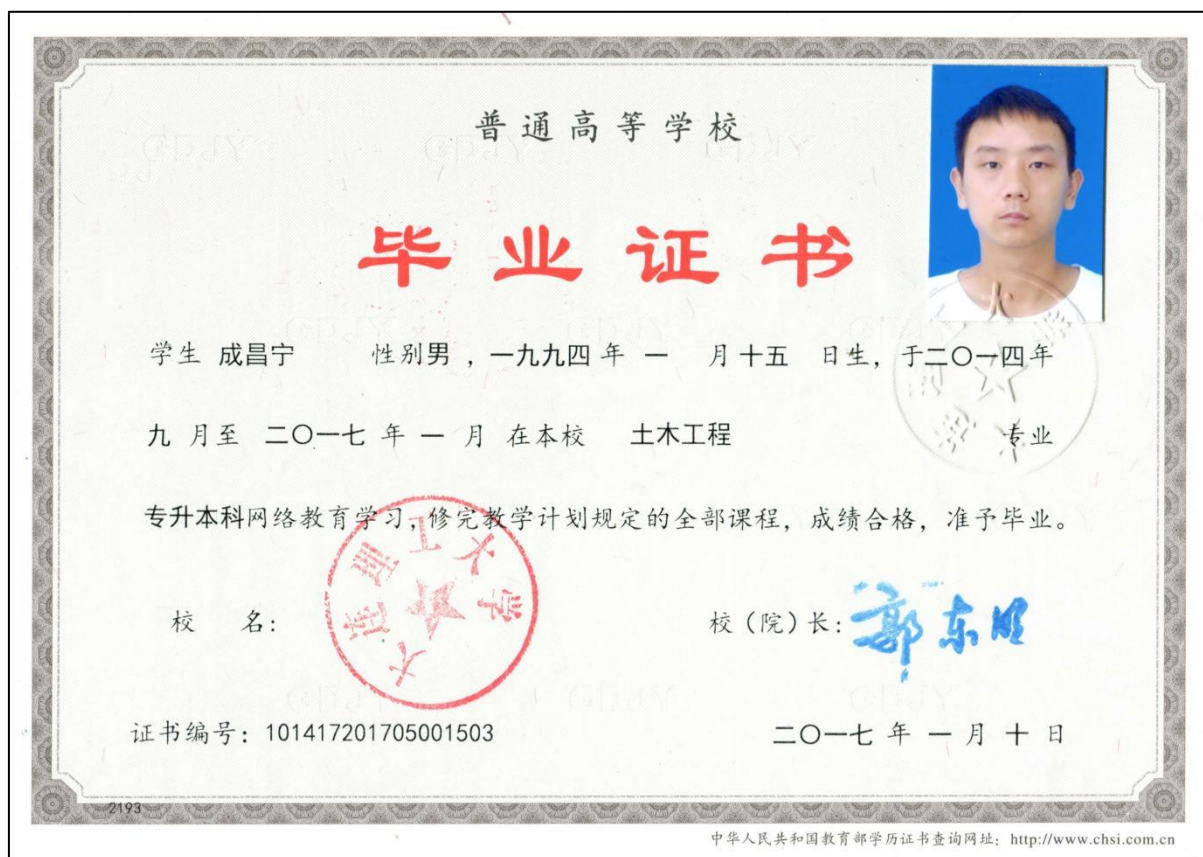 普通高等学校
毕业证书
学生 成昌宁 性别男，一九九四 年 一 月十五 日生，于二〇一四年
九 月至 二〇一七 年 一 月 在本校 土木工程 专业
专升本科网络教育学习，修完教学计划规定的全部课程，成绩合格，准予毕业。
校 名：
大连理工大学
校（院）长：郭东明
证书编号：101417201705001503
二〇一七 年 一 月 十 日
2193
中华人民共和国教育部学历证书查询网址：http://www.chsi.com.cn